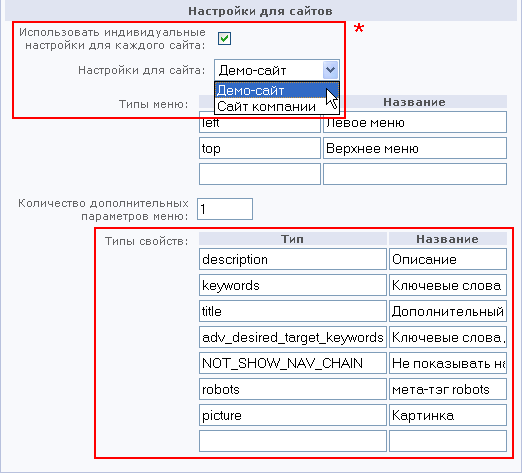 Настройки для сайтов
Использовать индивидуальные
настройки для каждого сайта:
*
Настройки для сайта: Демо-сайт
Демо-сайт
Сайт компании
Типы меню: Название
left Левое меню
top Верхнее меню
Количество дополнительных
параметров меню: 1
Типы свойств: Тип Название
description Описание
keywords Ключевые слова
title Дополнительный
adv_desired_target_keywords Ключевые слова,
NOT_SHOW_NAV_CHAIN Не показывать
robots мета-тэг robots
picture Картинка